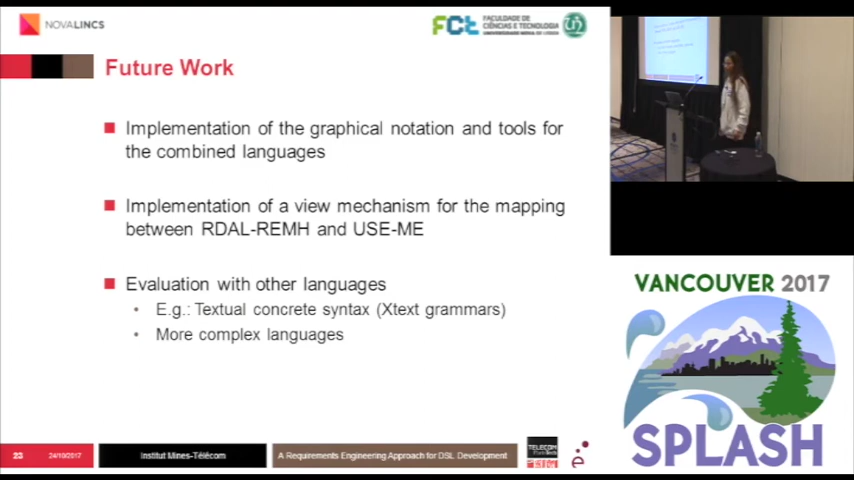 NOVALINCS
FCt FACULDADE DE
CIÊNCIAS E TECNOLOGIA
UNIVERSIDADE NOVA DE LISBOA
Future Work
Implementation of the graphical notation and tools for
the combined languages
Implementation of a view mechanism for the mapping
between RDAL-REMH and USE-ME
Evaluation with other languages
• E.g.: Textual concrete syntax (Xtext grammars)
• More complex languages
23
24/10/2017
Institut Mines-Télécom
A Requirements Engineering Approach for DSL Development
TELECOM
ParisTech
VANCOUVER 2017
SPLASH